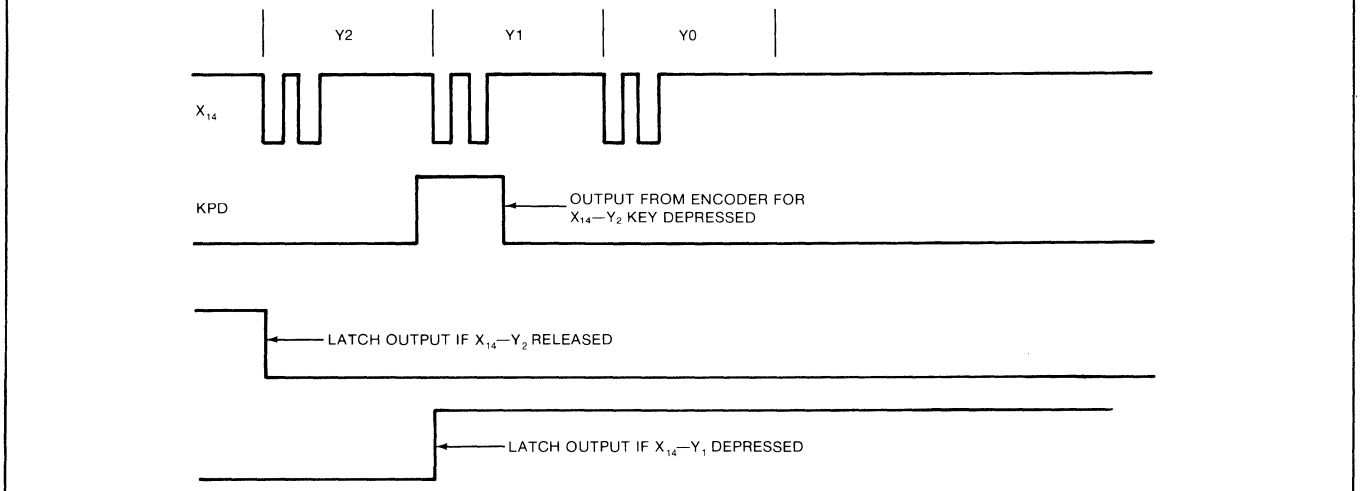 Y2 Y1 Y0
X₁₄
KPD
OUTPUT FROM ENCODER FOR
X₁₄—Y₂ KEY DEPRESSED
LATCH OUTPUT IF X₁₄—Y₂ RELEASED
LATCH OUTPUT IF X₁₄—Y₁ DEPRESSED